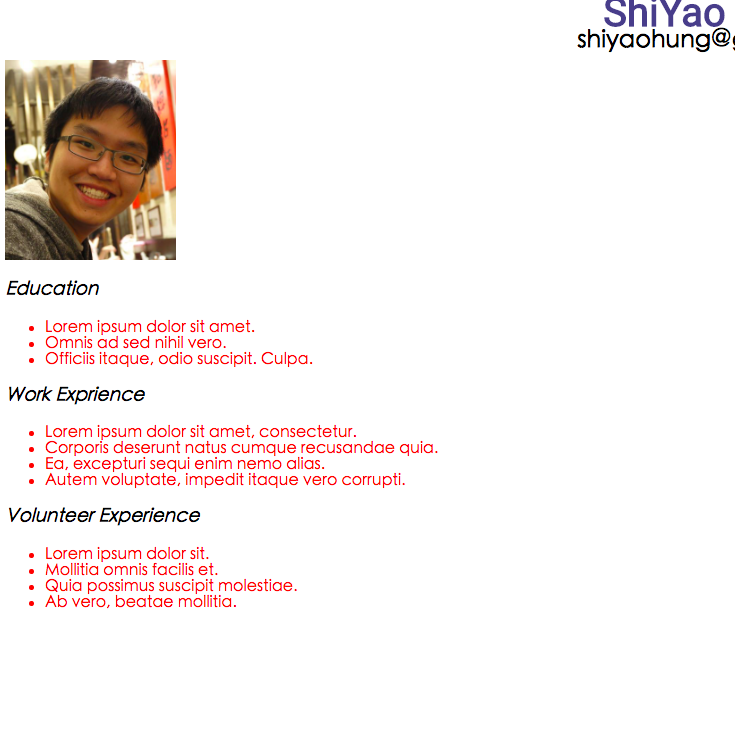 ShiYao
shiyaohung@g
Education
Lorem ipsum dolor sit amet.
Omnis ad sed nihil vero.
Officiis itaque, odio suscipit. Culpa.
Work Exprience
Lorem ipsum dolor sit amet, consectetur.
Corporis deserunt natus cumque recusandae quia.
Ea, excepturi sequi enim nemo alias.
Autem voluptate, impedit itaque vero corrupti.
Volunteer Experience
Lorem ipsum dolor sit.
Mollitia omnis facilis et.
Quia possimus suscipit molestiae.
Ab vero, beatae mollitia.